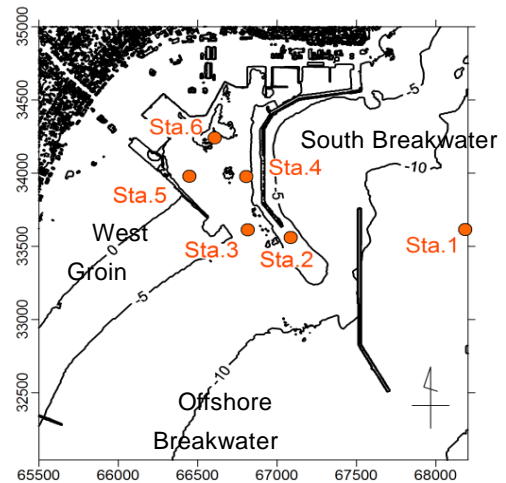 35000
34500
34000
33500
33000
32500
-5
South Breakwater
Sta.6
-10
Sta.4
Sta.5
-5
West
0
Sta.1
Sta.3
Sta.2
Groin
-5
-10
Offshore
Breakwater
65500 66000 66500 67000 67500 68000